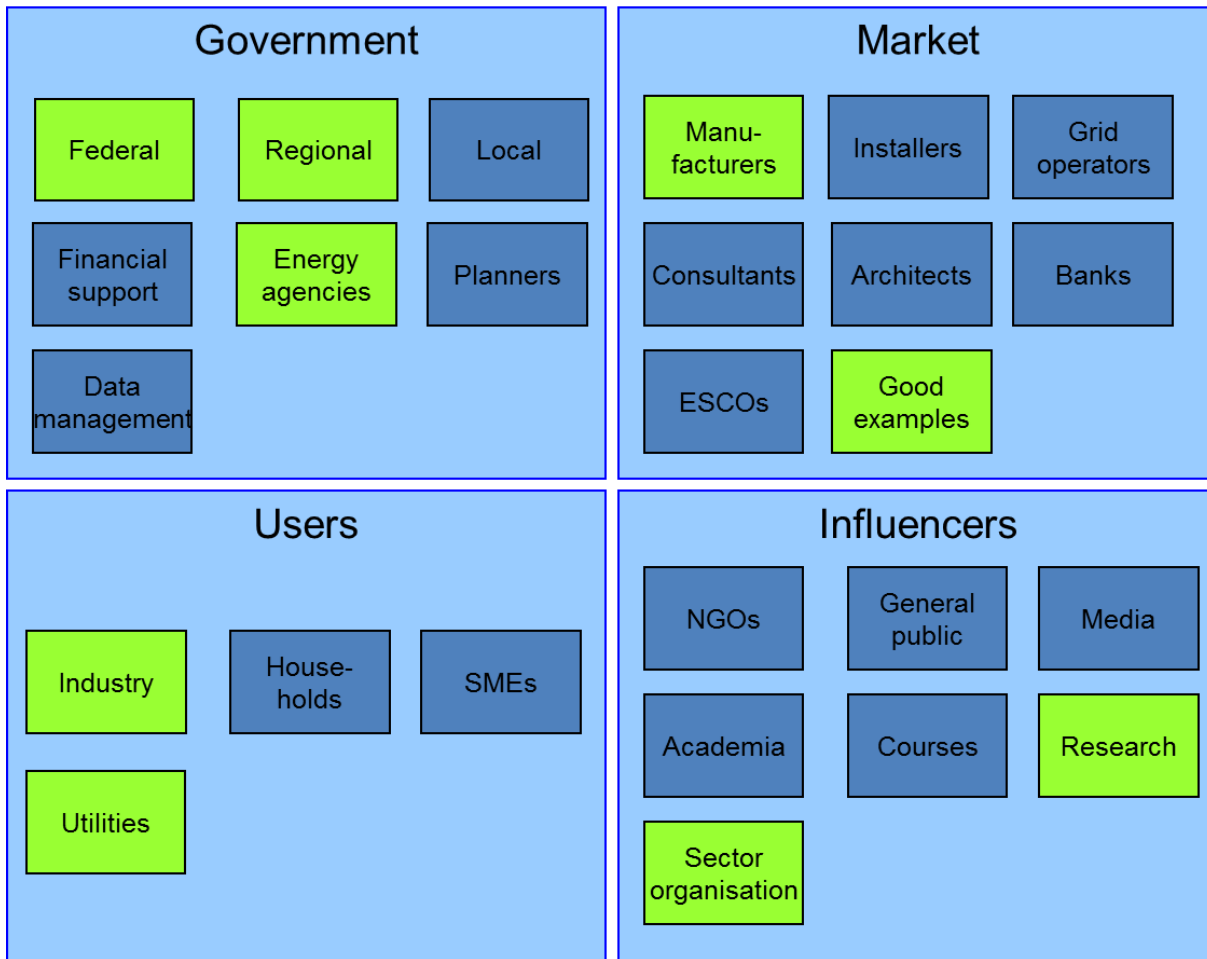 Government
Federal
Regional
Local
Financial
support
Energy
agencies
Planners
Data
management
Market
Manu-
facturers
Installers
Grid
operators
Consultants
Architects
Banks
ESCOs
Good
examples
Users
Industry
House-
holds
SMEs
Utilities
Influencers
NGOs
General
public
Media
Academia
Courses
Research
Sector
organisation